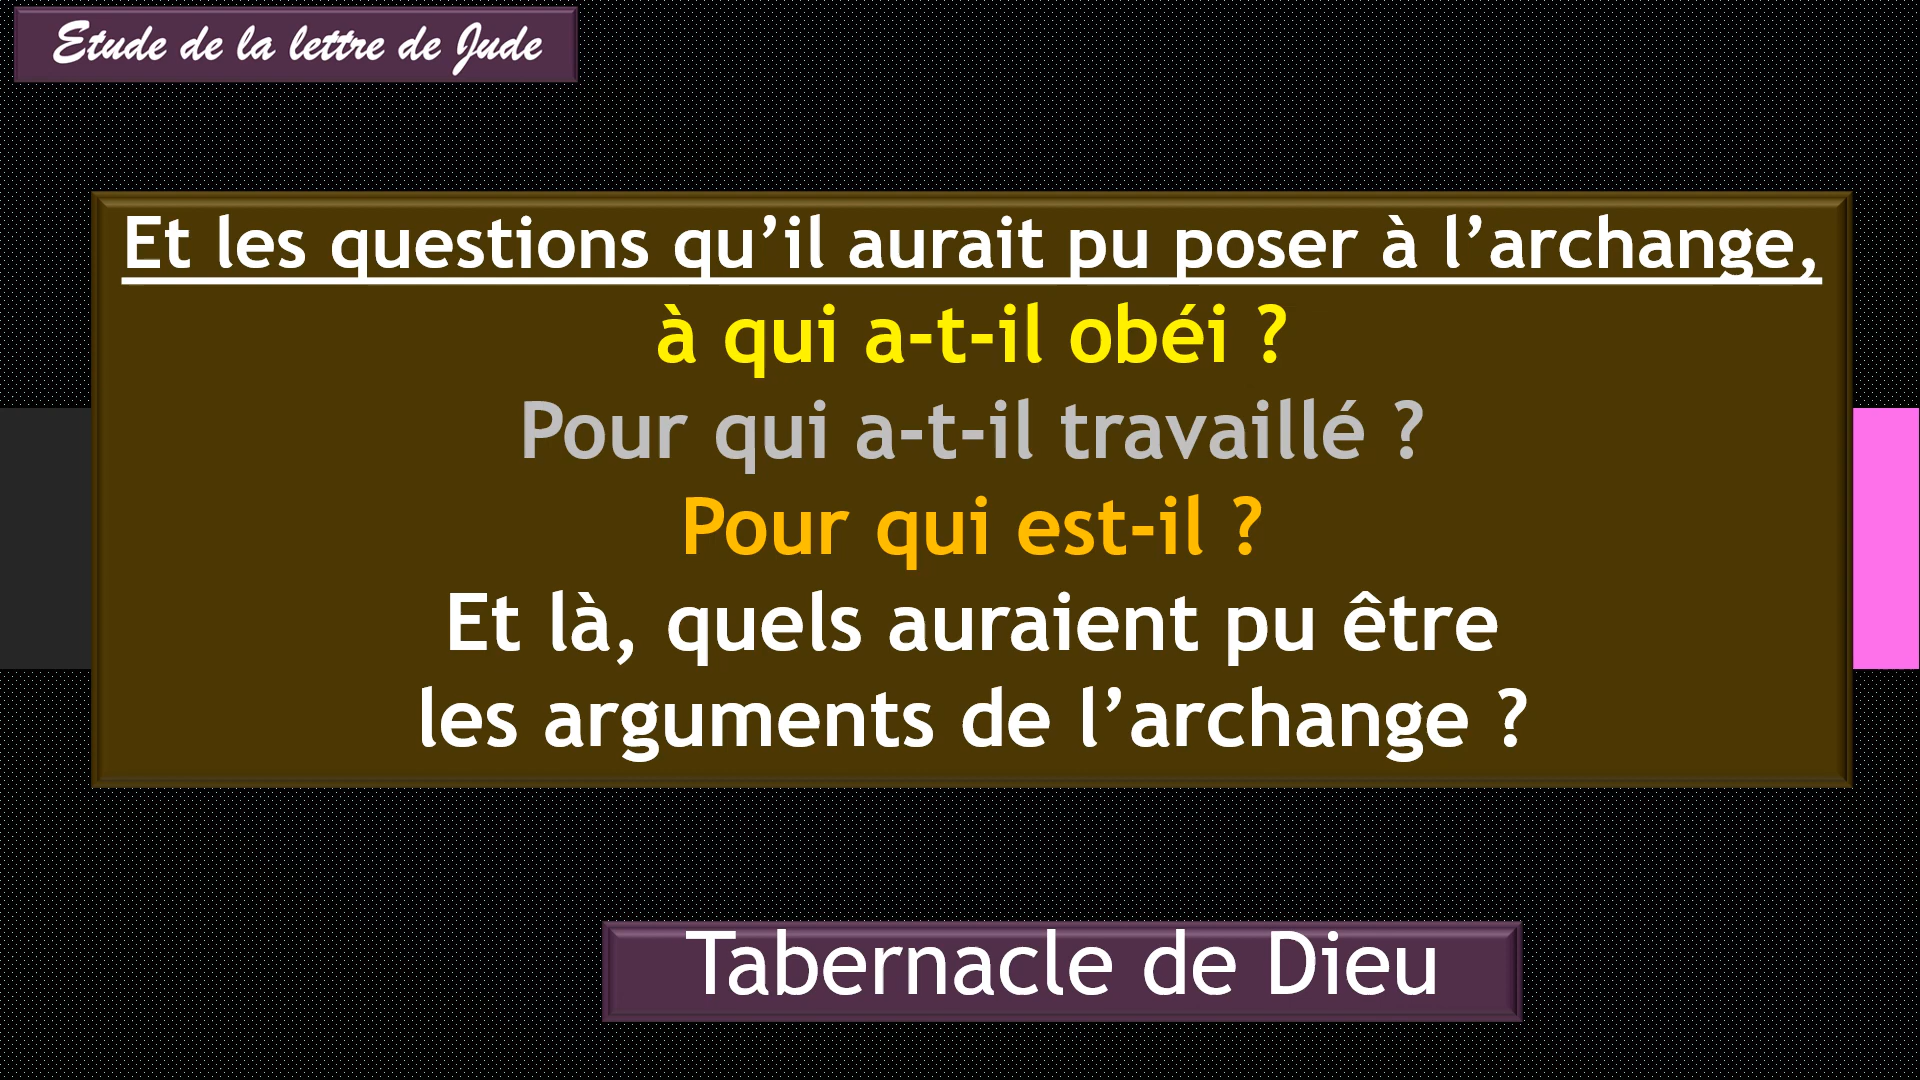 Etude de la lettre de Jude
Et les questions qu’il aurait pu poser à l’archange,
à qui a-t-il obéi ?
Pour qui a-t-il travaillé ?
Pour qui est-il ?
Et là, quels auraient pu être
les arguments de l’archange ?
Tabernacle de Dieu